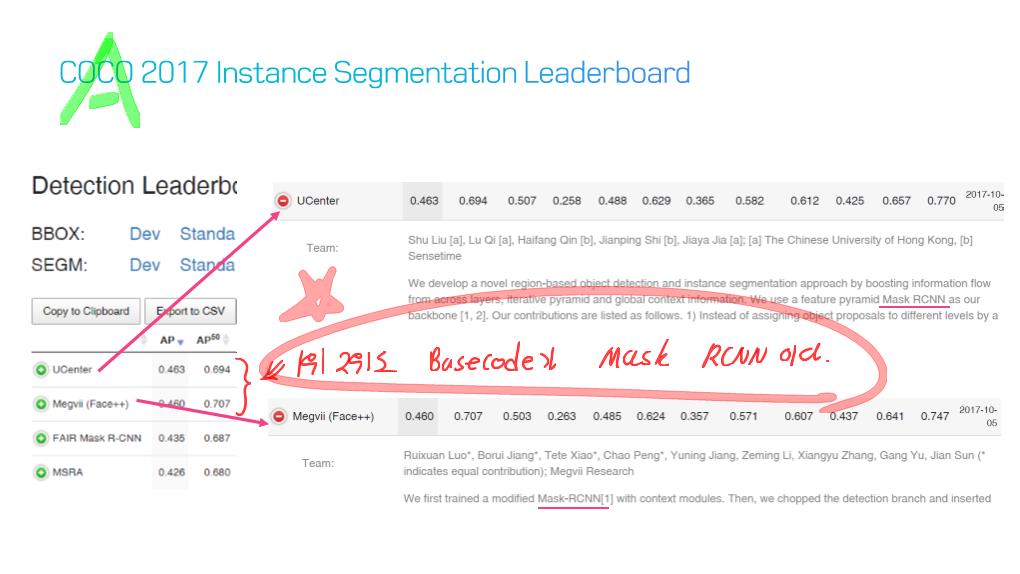 A
COCO 2017 Instance Segmentation Leaderboard
Detection Leaderbo
BBOX: Dev Standa
SEGM: Dev Standa
Copy to Clipboard Export to CSV
AP AP50
UCenter 0.463 0.694
Megvii (Face++) 0.460 0.707
FAIR Mask R-CNN 0.435 0.687
MSRA 0.426 0.680
UCenter 0.463 0.694 0.507 0.258 0.488 0.629 0.365 0.582 0.612 0.425 0.657 0.770 2017-10-
05
Team:
Shu Liu [a], Lu Qi [a], Haifang Qin [b], Jianping Shi [b], Jiaya Jia [a]; [a] The Chinese University of Hong Kong, [b]
Sensetime
We develop a novel region-based object detection and instance segmentation approach by boosting information flow
from across layers, iterative pyramid and global context information. We use a feature pyramid Mask RCNN as our
backbone [1, 2]. Our contributions are listed as follows. 1) Instead of assigning object proposals to different levels by a
Basecode가 Mask RCNN
Megvii (Face++) 0.460 0.707 0.503 0.263 0.485 0.624 0.357 0.571 0.607 0.437 0.641 0.747 2017-10-
05
Team:
Ruixuan Luo*, Borui Jiang*, Tete Xiao*, Chao Peng*, Yuning Jiang, Zeming Li, Xiangyu Zhang, Gang Yu, Jian Sun (*
indicates equal contribution); Megvii Research
We first trained a modified Mask-RCNN[1] with context modules. Then, we chopped the detection branch and inserted